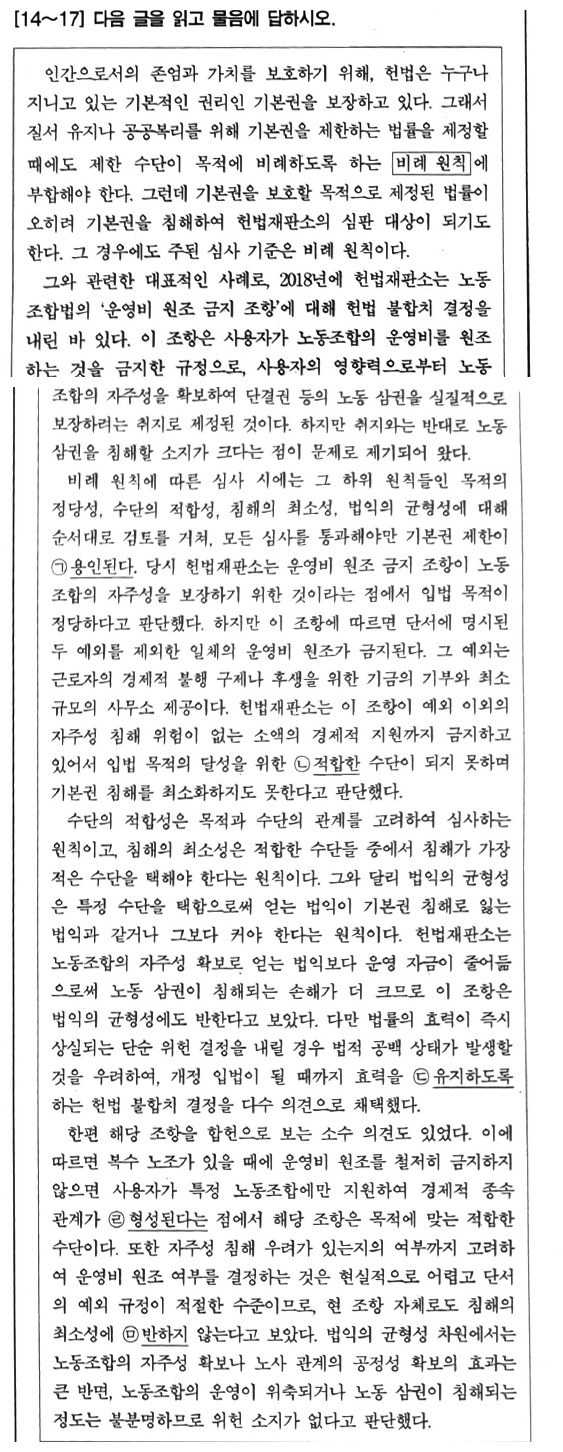 [14～17] 다음 글을 읽고 물음에 답하시오.
인간으로서의 존엄과 가치를 보호하기 위해, 헌법은 누구나
지니고 있는 기본적인 권리인 기본권을 보장하고 있다. 그래서
질서 유지나 공공복리를 위해 기본권을 제한하는 법률을 제정할
때에도 제한 수단이 목적에 비례하도록 하는 비례 원칙에
부합해야 한다. 그런데 기본권을 보호할 목적으로 제정된 법률이
오히려 기본권을 침해하여 헌법재판소의 심판 대상이 되기도
한다. 그 경우에도 주된 심사 기준은 비례 원칙이다.
그와 관련한 대표적인 사례로, 2018년에 헌법재판소는 노동
조합법의 ‘운영비 원조 금지 조항’에 대해 헌법 불합치 결정을
내린 바 있다. 이 조항은 사용자가 노동조합의 운영비를 원조
하는 것을 금지한 규정으로, 사용자의 영향력으로부터 노동
조합의 자주성을 확보하여 단결권 등의 노동 삼권을 실질적으로
보장하려는 취지로 제정된 것이다. 하지만 취지와는 반대로 노동
삼권을 침해할 소지가 크다는 점이 문제로 제기되어 왔다.
비례 원칙에 따른 심사 시에는 그 하위 원칙들인 목적의
정당성, 수단의 적합성, 침해의 최소성, 법익의 균형성에 대해
순서대로 검토를 거쳐, 모든 심사를 통과해야만 기본권 제한이
㉠용인된다. 당시 헌법재판소는 운영비 원조 금지 조항이 노동
조합의 자주성을 보장하기 위한 것이라는 점에서 입법 목적이
정당하다고 판단했다. 하지만 이 조항에 따르면 단서에 명시된
두 예외를 제외한 일체의 운영비 원조가 금지된다. 그 예외는
근로자의 경제적 불행 구제나 후생을 위한 기금의 기부와 최소
규모의 사무소 제공이다. 헌법재판소는 이 조항이 예외 이외의
자주성 침해 위험이 없는 소액의 경제적 지원까지 금지하고
있어서 입법 목적의 달성을 위한 ㉡적합한 수단이 되지 못하며
기본권 침해를 최소화하지도 못한다고 판단했다.
수단의 적합성은 목적과 수단의 관계를 고려하여 심사하는
원칙이고, 침해의 최소성은 적합한 수단들 중에서 침해가 가장
적은 수단을 택해야 한다는 원칙이다. 그와 달리 법익의 균형성
은 특정 수단을 택함으로써 얻는 법익이 기본권 침해로 잃는
법익과 같거나 그보다 커야 한다는 원칙이다. 헌법재판소는
노동조합의 자주성 확보로 얻는 법익보다 운영 자금이 줄어듦
으로써 노동 삼권이 침해되는 손해가 더 크므로 이 조항은
법익의 균형성에도 반한다고 보았다. 다만 법률의 효력이 즉시
상실되는 단순 위헌 결정을 내릴 경우 법적 공백 상태가 발생할
것을 우려하여, 개정 입법이 될 때까지 효력을 ㉢유지하도록
하는 헌법 불합치 결정을 다수 의견으로 채택했다.
한편 해당 조항을 합헌으로 보는 소수 의견도 있었다. 이에
따르면 복수 노조가 있을 때에 운영비 원조를 철저히 금지하지
않으면 사용자가 특정 노동조합에만 지원하여 경제적 종속
관계가 ㉣형성된다는 점에서 해당 조항은 목적에 맞는 적합한
수단이다. 또한 자주성 침해 우려가 있는지의 여부까지 고려하
여 운영비 원조 여부를 결정하는 것은 현실적으로 어렵고 단서
의 예외 규정이 적절한 수준이므로, 현 조항 자체로도 침해의
최소성에 ㉤반하지 않는다고 보았다. 법익의 균형성 차원에서는
노동조합의 자주성 확보나 노사 관계의 공정성 확보의 효과는
큰 반면, 노동조합의 운영이 위축되거나 노동 삼권이 침해되는
정도는 불분명하므로 위헌 소지가 없다고 판단했다.